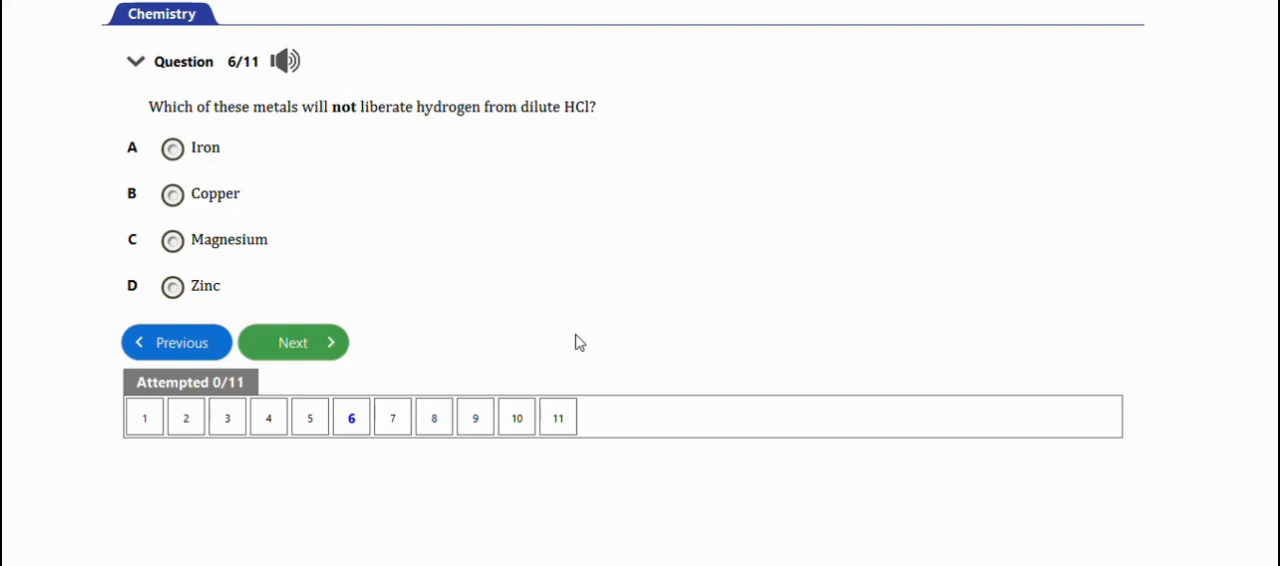 Chemistry
Question 6/11
Which of these metals will not liberate hydrogen from dilute HCl?
A Iron
B Copper
C Magnesium
D Zinc
Previous Next
Attempted 0/11
1 2 3 4 5 6 7 8 9 10 11